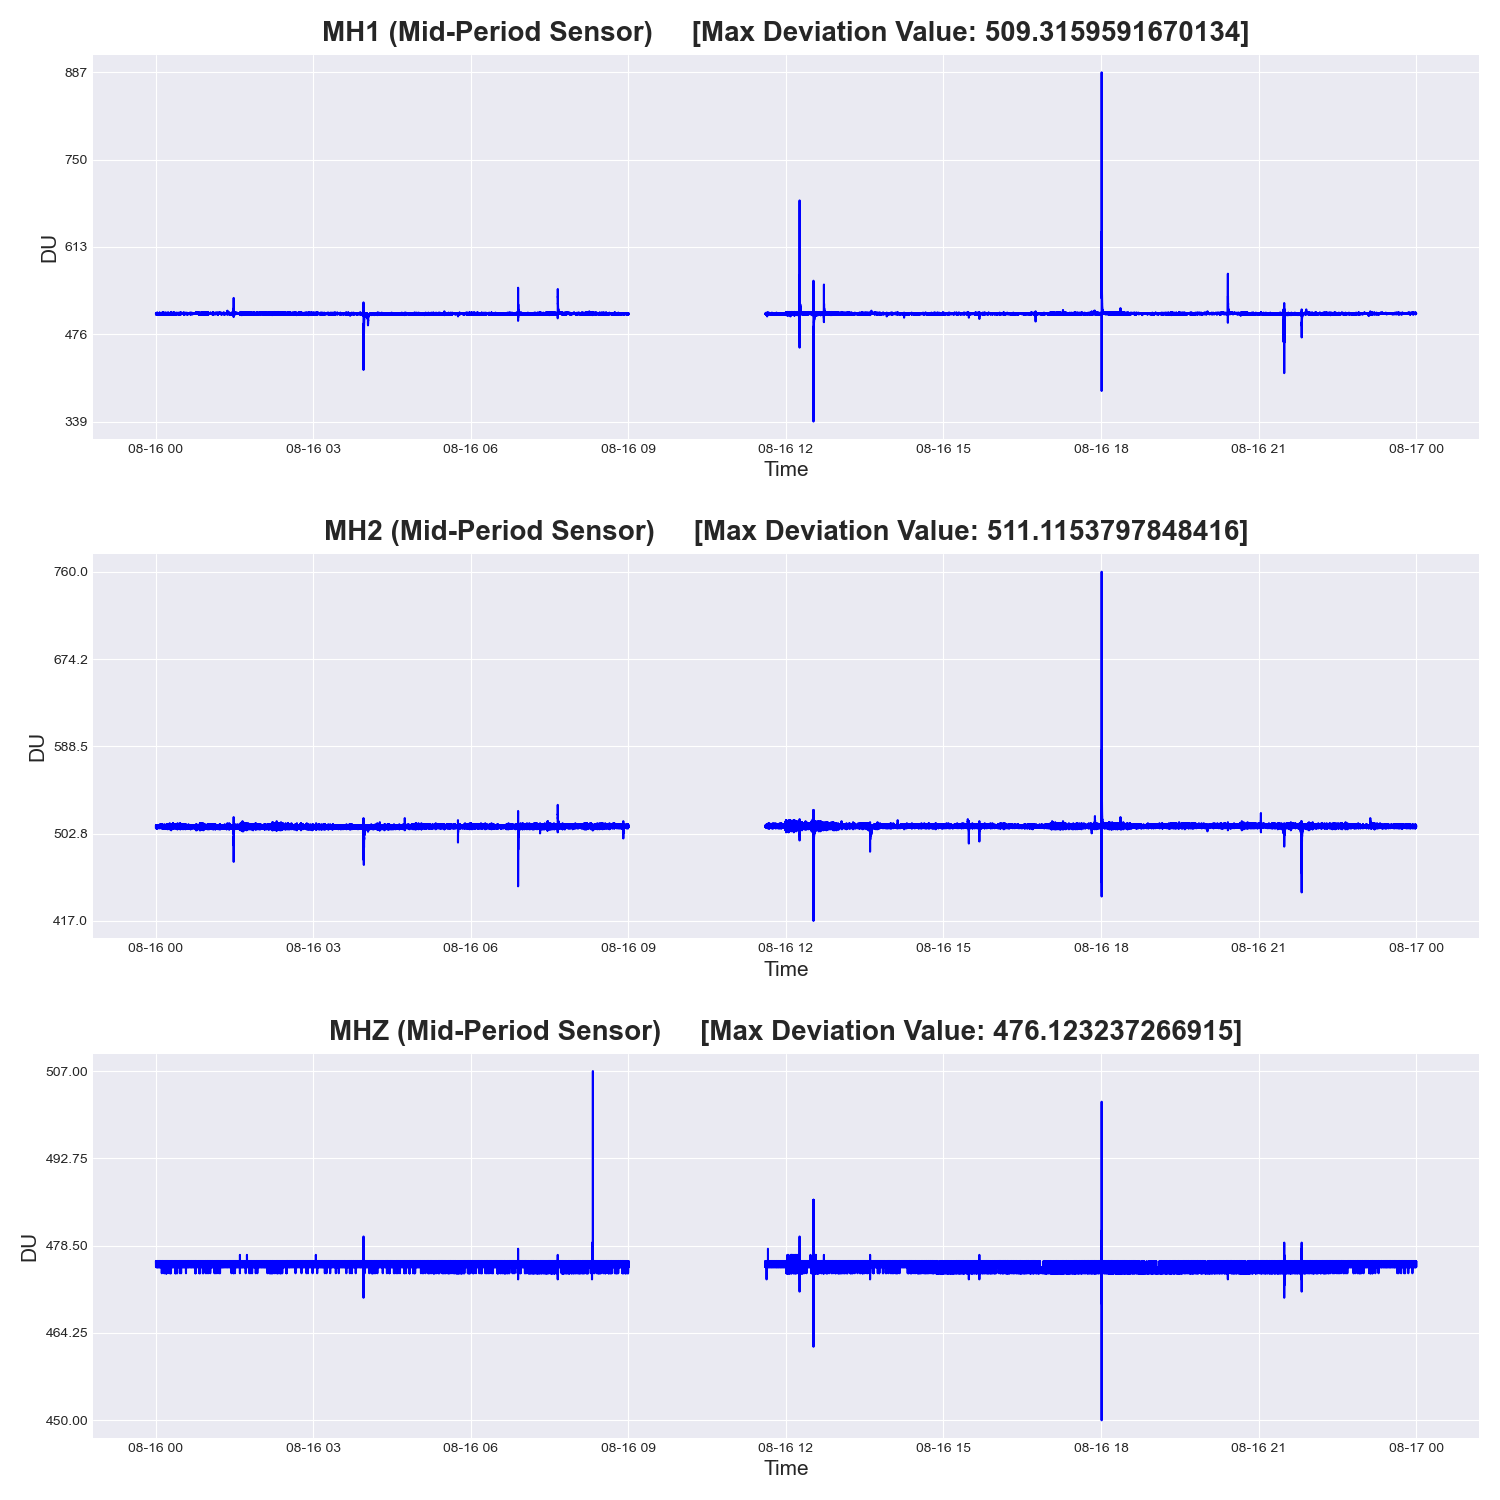 MH1 (Mid-Period Sensor) [Max Deviation Value: 509.3159591670134]
887
750
613
476
339
DU
08-16 00 08-16 03 08-16 06 08-16 09 08-16 12 08-16 15 08-16 18 08-16 21 08-17 00
Time
MH2 (Mid-Period Sensor) [Max Deviation Value: 511.1153797848416]
760.0
674.2
588.5
502.8
417.0
DU
08-16 00 08-16 03 08-16 06 08-16 09 08-16 12 08-16 15 08-16 18 08-16 21 08-17 00
Time
MHZ (Mid-Period Sensor) [Max Deviation Value: 476.123237266915]
507.00
492.75
478.50
464.25
450.00
DU
08-16 00 08-16 03 08-16 06 08-16 09 08-16 12 08-16 15 08-16 18 08-16 21 08-17 00
Time